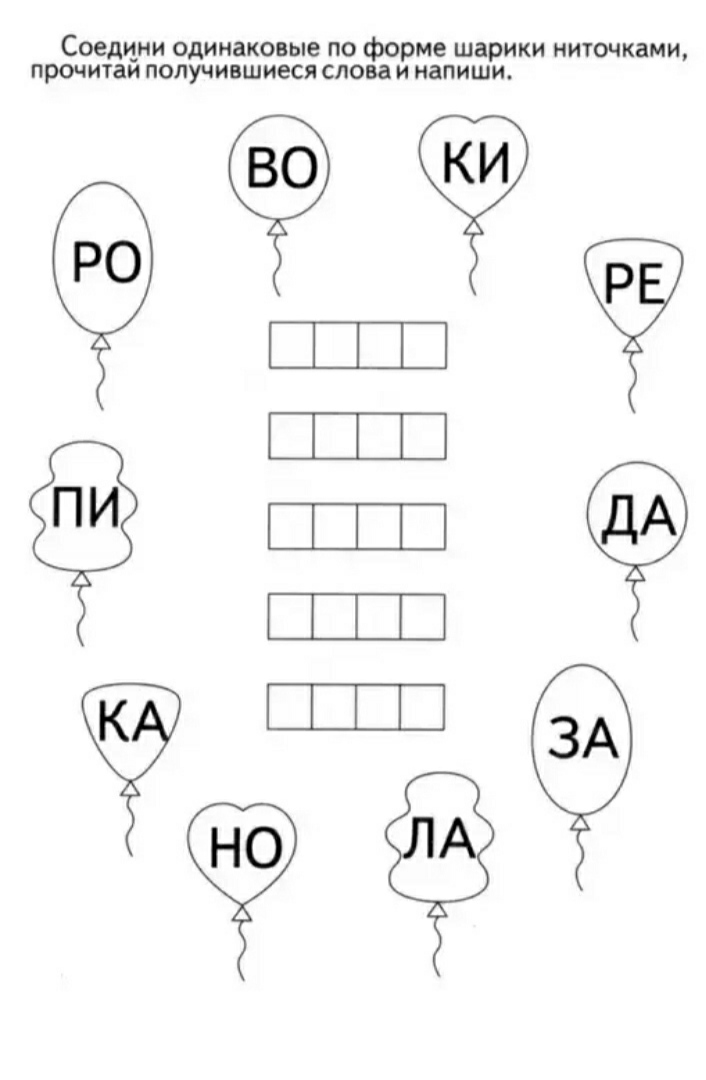 Соедини одинаковые по форме шарики ниточками,
прочитай получившиеся слова и напиши.
ВО
КИ
РО
РЕ
ПИ
ДА
КА
ЗА
НО
ЛА